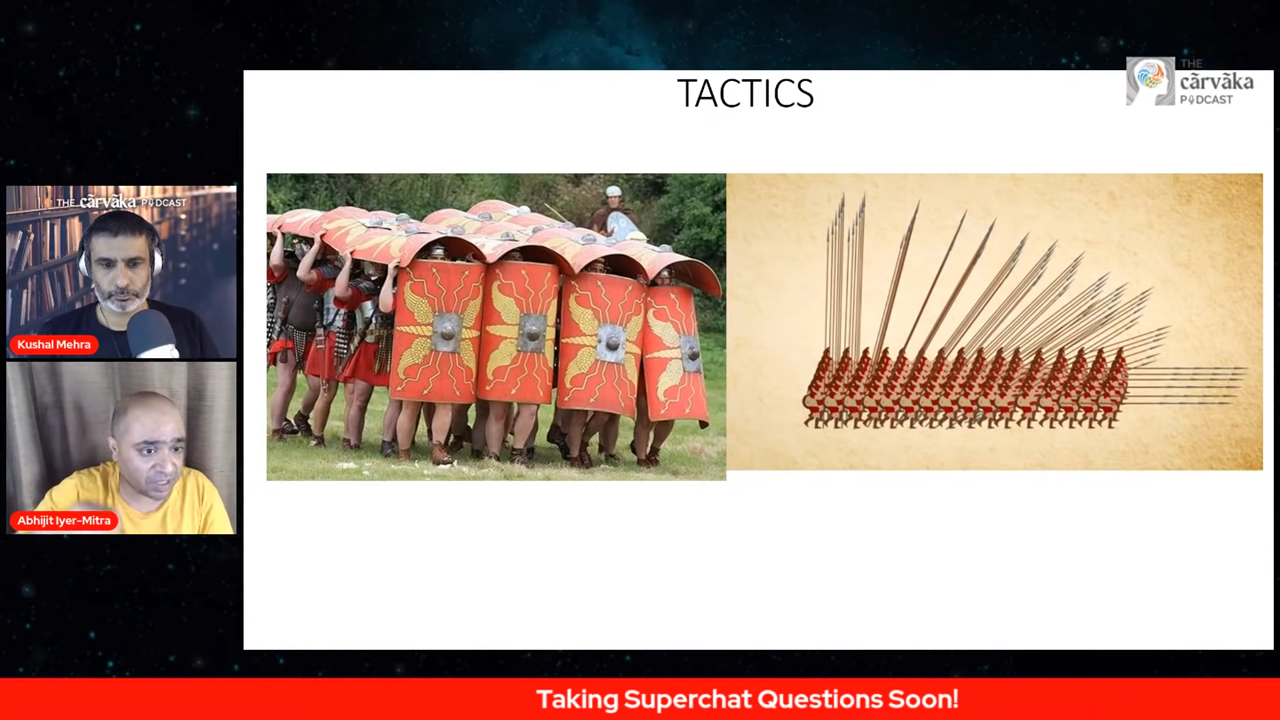 TACTICS
THE
cārvāka
PODCAST
THE cārvāka PODCAST
Kushal Mehra
Abhijit Iyer-Mitra
Taking Superchat Questions Soon!